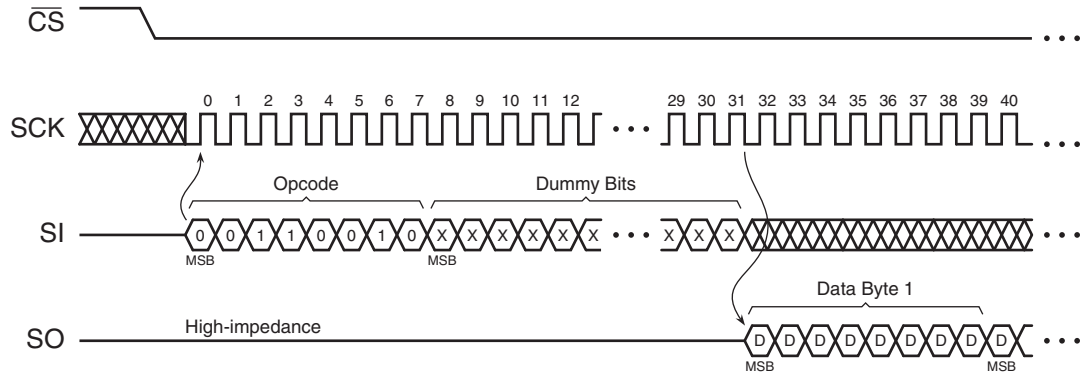 CS
0 1 2 3 4 5 6 7 8 9 10 11 12 29 30 31 32 33 34 35 36 37 38 39 40
SCK
Opcode Dummy Bits
SI 0 0 1 1 0 0 1 0 X X X X X X X X X
MSB MSB
Data Byte 1
High-impedance
SO D D D D D D D D D
MSB MSB